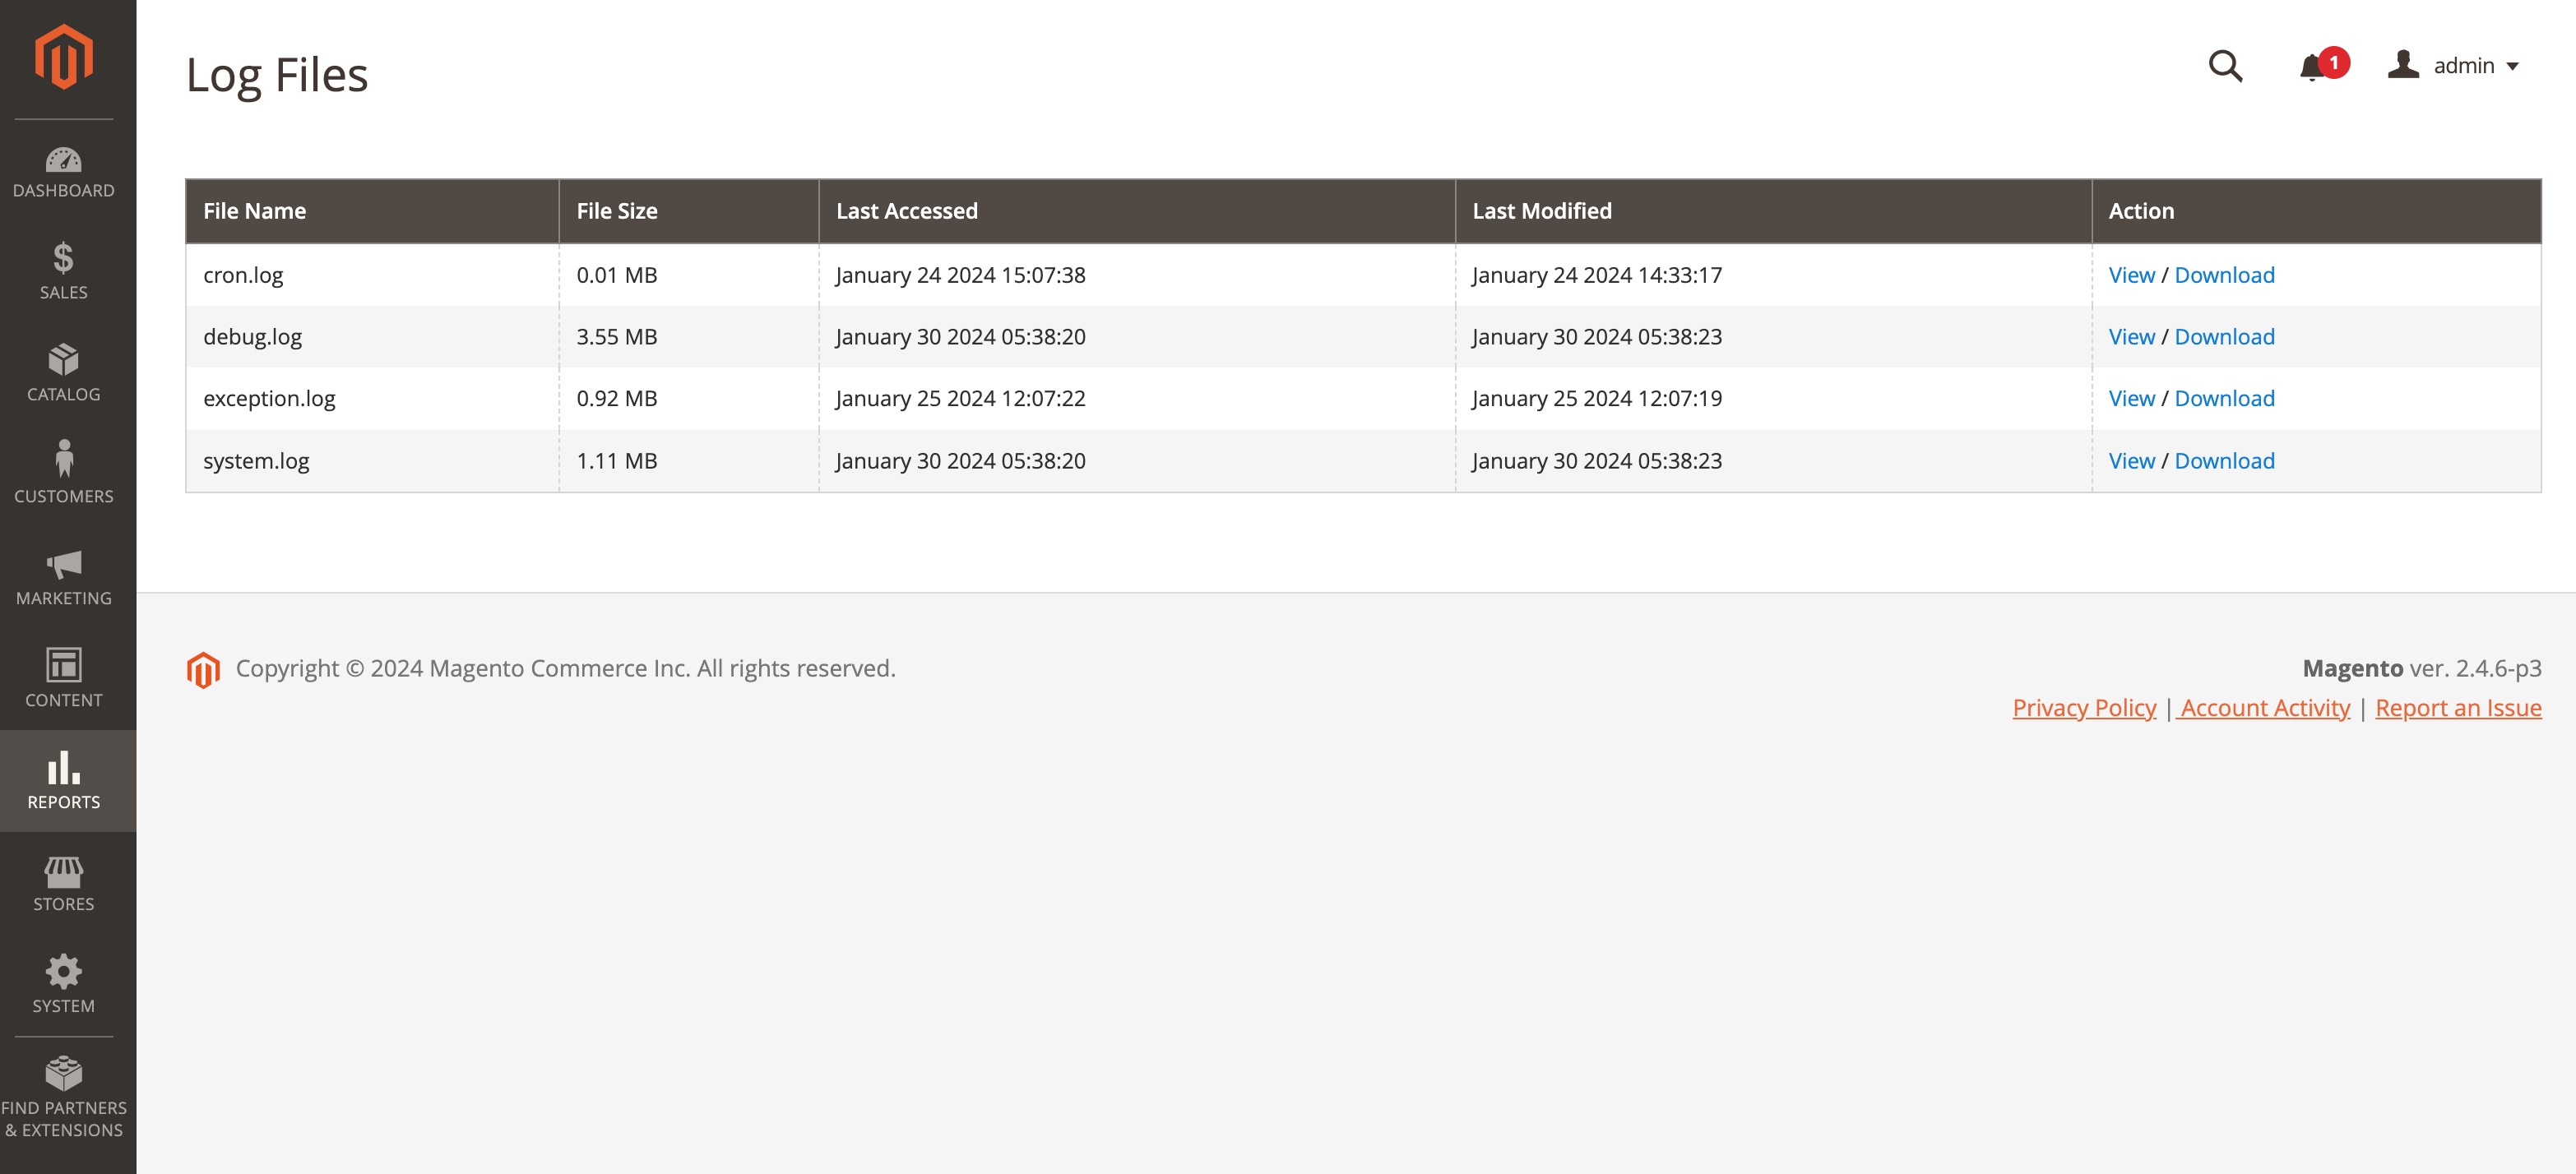 Log Files
1
admin
DASHBOARD
SALES
CATALOG
CUSTOMERS
MARKETING
CONTENT
REPORTS
STORES
SYSTEM
FIND PARTNERS
& EXTENSIONS
File Name File Size Last Accessed Last Modified Action
cron.log 0.01 MB January 24 2024 15:07:38 January 24 2024 14:33:17 View / Download
debug.log 3.55 MB January 30 2024 05:38:20 January 30 2024 05:38:23 View / Download
exception.log 0.92 MB January 25 2024 12:07:22 January 25 2024 12:07:19 View / Download
system.log 1.11 MB January 30 2024 05:38:20 January 30 2024 05:38:23 View / Download
Copyright © 2024 Magento Commerce Inc. All rights reserved.
Magento ver. 2.4.6-p3
Privacy Policy | Account Activity | Report an Issue